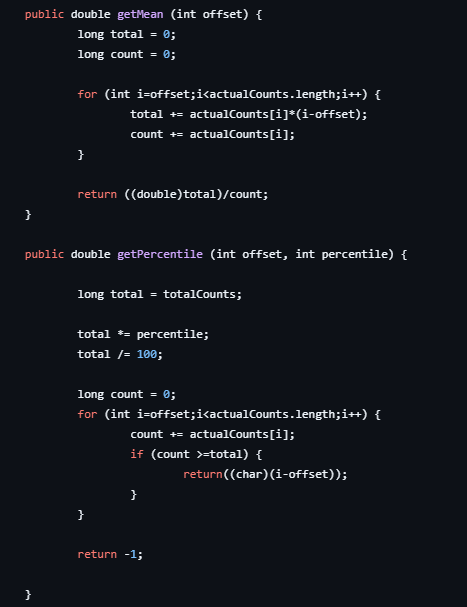 public double getMean (int offset) {
long total = 0;
long count = 0;
for (int i=offset;i<actualCounts.length;i++) {
total += actualCounts[i]*(i-offset);
count += actualCounts[i];
}
return ((double)total)/count;
}
public double getPercentile (int offset, int percentile) {
long total = totalCounts;
total *= percentile;
total /= 100;
long count = 0;
for (int i=offset;i<actualCounts.length;i++) {
count += actualCounts[i];
if (count >=total) {
return((char)(i-offset));
}
}
return -1;
}